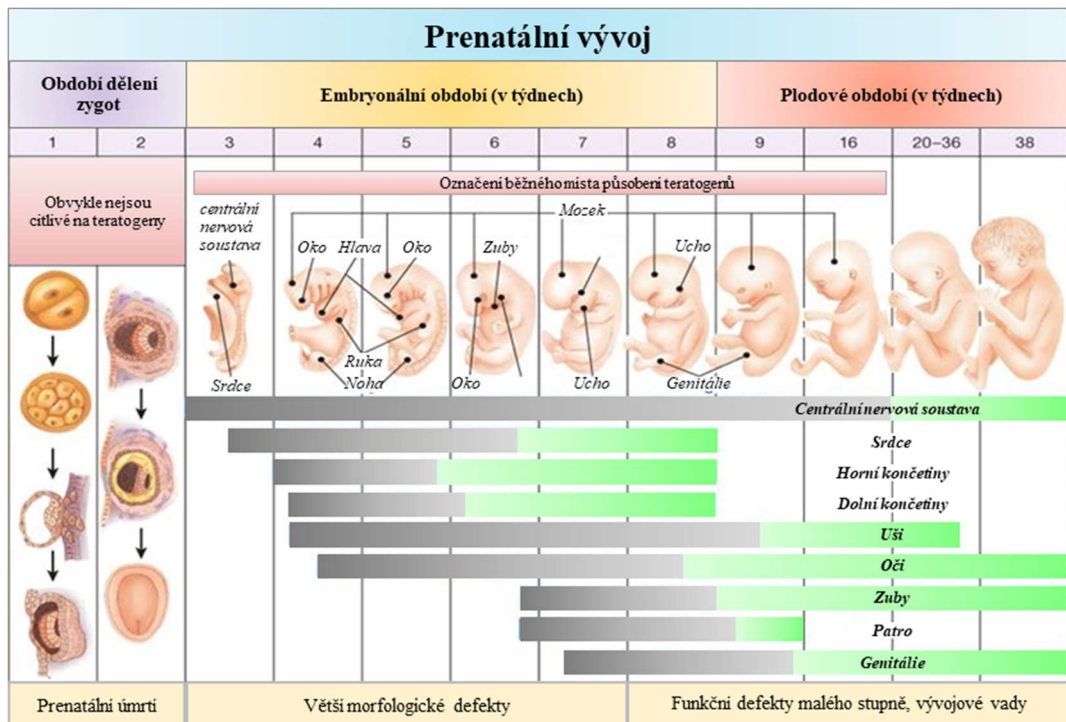 Prenatální vývoj
Období dělení
zygot
Embryonální období (v týdnech)
Plodové období (v týdnech)
1 2 3 4 5 6 7 8 9 16 20–36 38
Obvykle nejsou
citlivé na teratogeny
Označení běžného místa působení teratogenů
centrální
nervová
soustava
Mozek
Oko Hlava Oko Zuby Ucho
Ruka
Srdce Noha Oko Ucho Genitálie
Centrální nervová soustava
Srdce
Horní končetiny
Dolní končetiny
Uši
Oči
Zuby
Patro
Genitálie
Prenatální úmrtí
Větší morfologické defekty
Funkční defekty malého stupně, vývojové vady